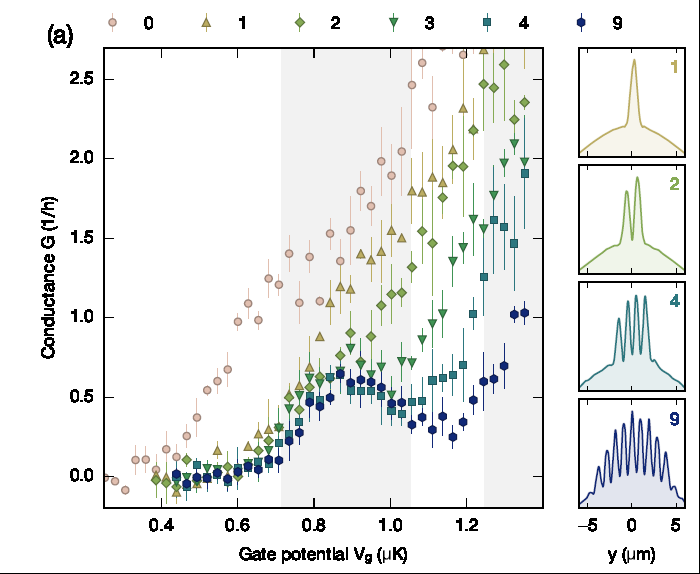 (a) 0 1 2 3 4 9
2.5
2.0
1.5
1.0
0.5
0.0
Conductance G (1/h)
0.4 0.6 0.8 1.0 1.2
Gate potential Vg (μK)
1
2
4
9
−5 0 5
y (μm)